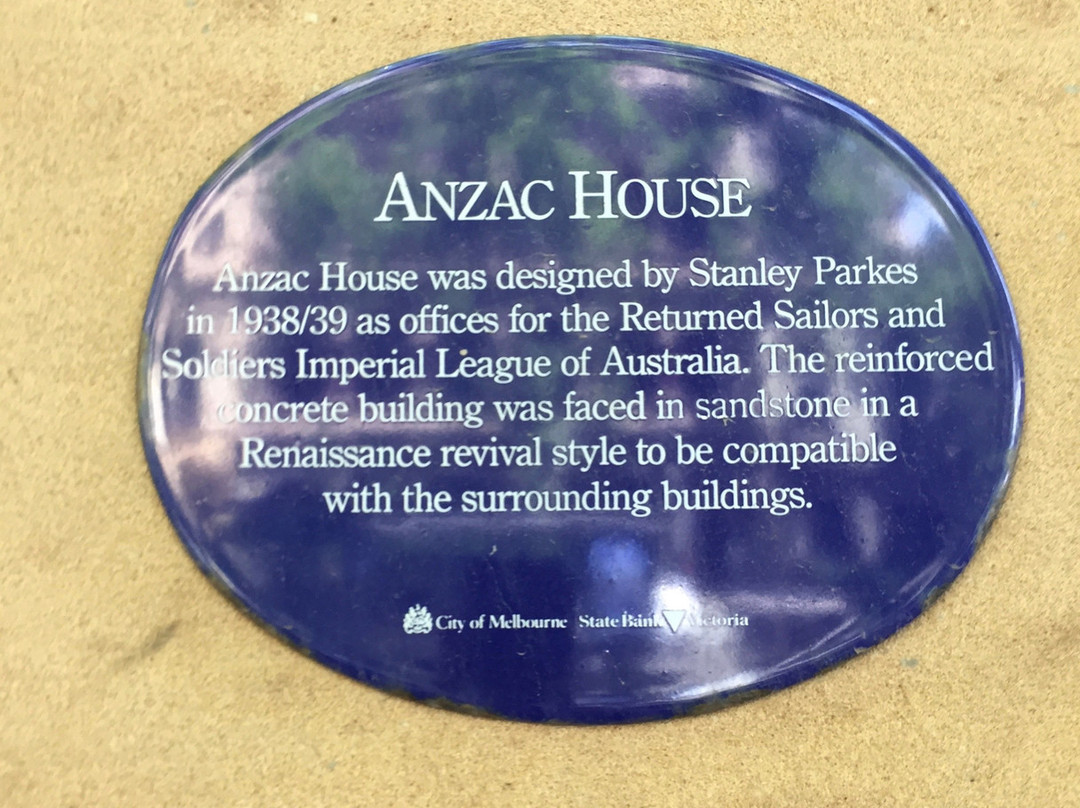 ANZAC HOUSE
Anzac House was designed by Stanley Parkes
in 1938/39 as offices for the Returned Sailors and
Soldiers Imperial League of Australia. The reinforced
concrete building was faced in sandstone in a
Renaissance revival style to be compatible
with the surrounding buildings.
City of Melbourne State Bank Victoria